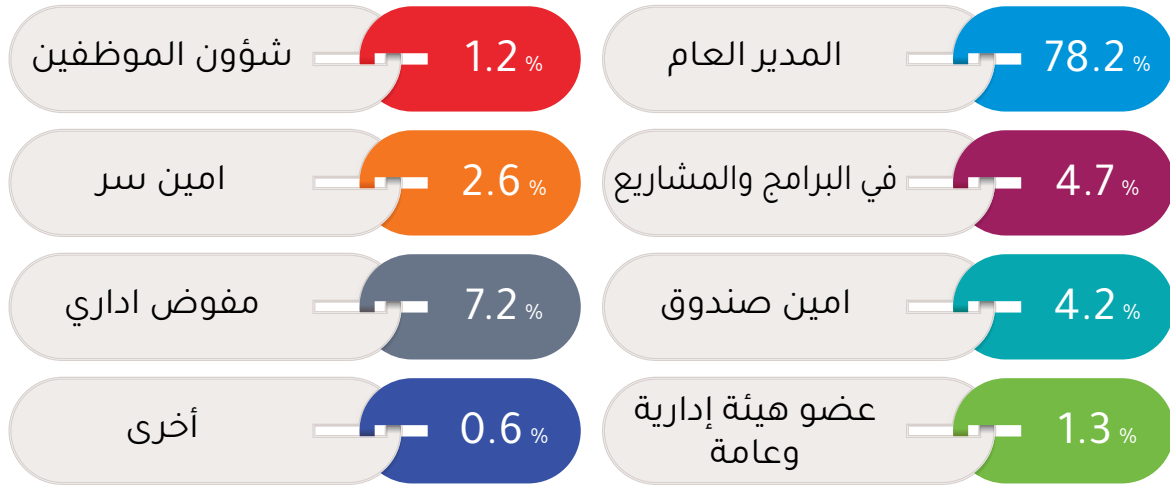 المدير العام
78.2 %
شؤون الموظفين
1.2 %
في البرامج والمشاريع
4.7 %
امين سر
2.6 %
امين صندوق
4.2 %
مفوض اداري
7.2 %
عضو هيئة إدارية
وعامة
1.3 %
أخرى
0.6 %